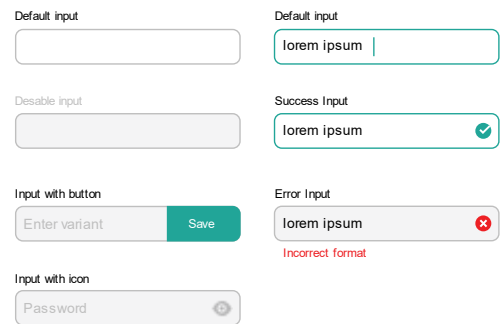 Default input
Default input
lorem ipsum
Desable input
Success Input
lorem ipsum
Input with button
Enter variant
Save
Error Input
lorem ipsum
Incorrect format
Input with icon
Password